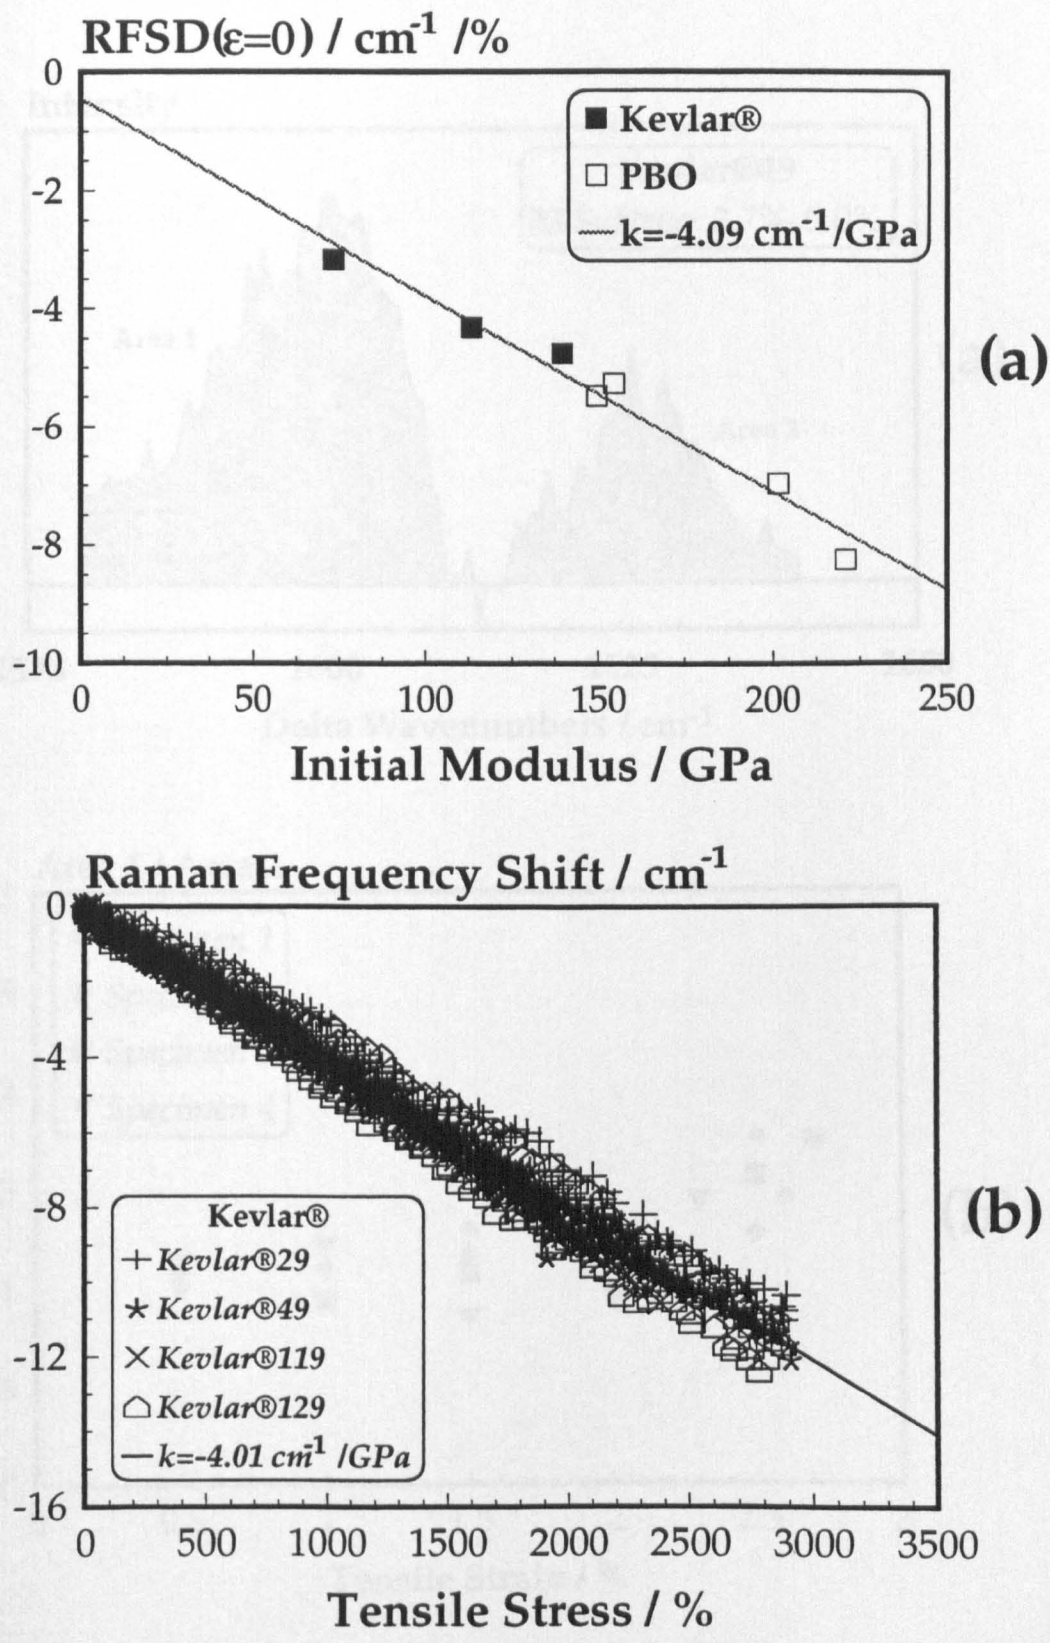 RFSD(ε=0) / cm-1 /%
0
-2
-4
-6
-8
-10
Kevlar®
PBO
k=-4.09 cm-1/GPa
(a)
0 50 100 150 200 250
Initial Modulus / GPa
Raman Frequency Shift / cm-1
0
-4
-8
-12
-16
Kevlar®
Kevlar®29
Kevlar®49
Kevlar®119
Kevlar®129
k=-4.01 cm-1 /GPa
(b)
0 500 1000 1500 2000 2500 3000 3500
Tensile Stress / %